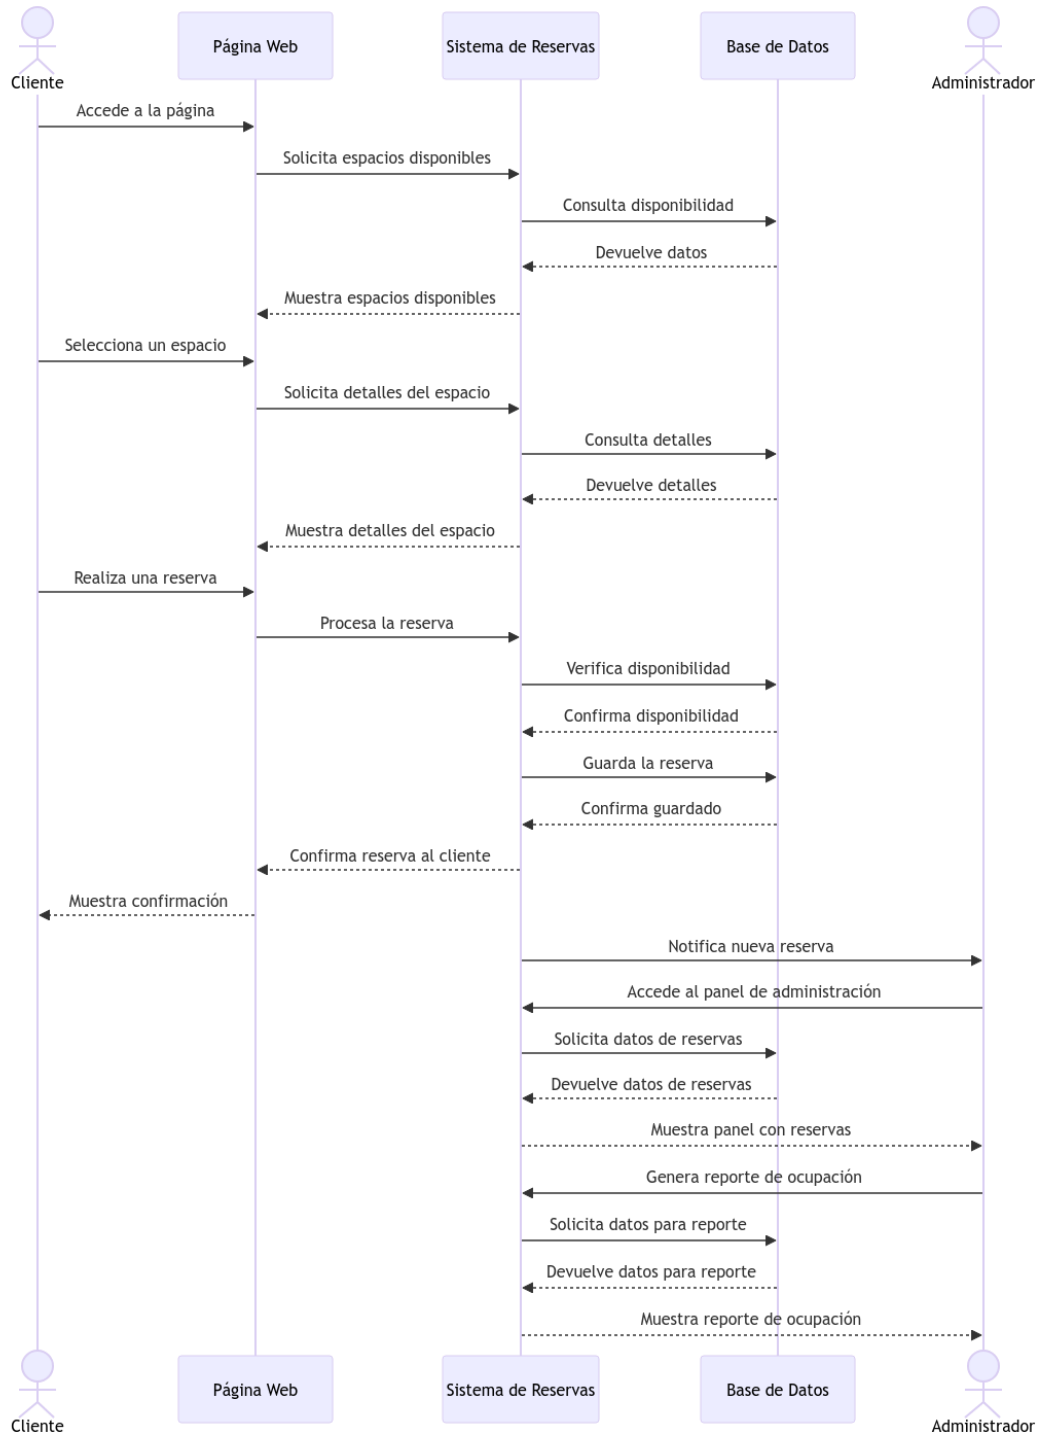 Cliente
Página Web
Sistema de Reservas
Base de Datos
Administrador
Accede a la página
Solicita espacios disponibles
Consulta disponibilidad
Devuelve datos
Muestra espacios disponibles
Selecciona un espacio
Solicita detalles del espacio
Consulta detalles
Devuelve detalles
Muestra detalles del espacio
Realiza una reserva
Procesa la reserva
Verifica disponibilidad
Confirma disponibilidad
Guarda la reserva
Confirma guardado
Confirma reserva al cliente
Muestra confirmación
Notifica nueva reserva
Accede al panel de administración
Solicita datos de reservas
Devuelve datos de reservas
Muestra panel con reservas
Genera reporte de ocupación
Solicita datos para reporte
Devuelve datos para reporte
Muestra reporte de ocupación
Cliente
Página Web
Sistema de Reservas
Base de Datos
Administrador